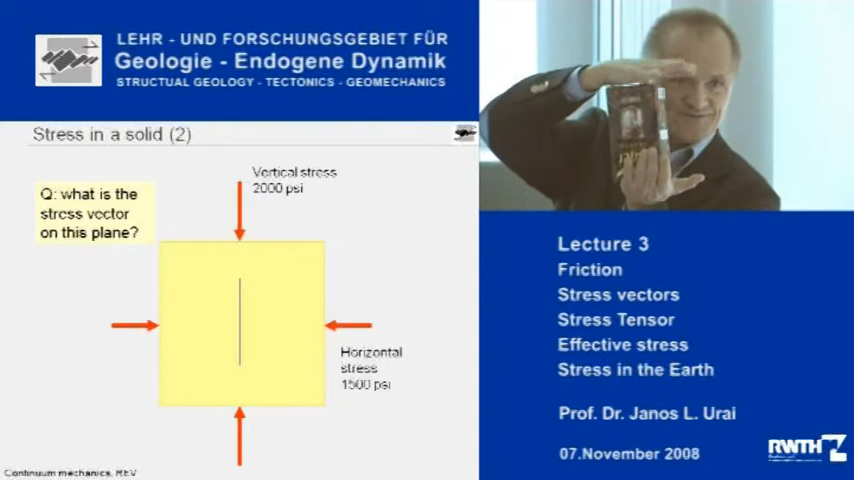 LEHR - UND FORSCHUNGSGEBIET FÜR
Geologie - Endogene Dynamik
STRUCTURAL GEOLOGY - TECTONICS - GEOMECHANICS
Stress in a solid (2)
Q: what is the
stress vector
on this plane?
Vertical stress
2000 psi
Horizontal
stress
1500 psi
Continuum mechanics, REV
Lecture 3
Friction
Stress vectors
Stress Tensor
Effective stress
Stress in the Earth
Prof. Dr. Janos L. Urai
07.November 2008
RWTH